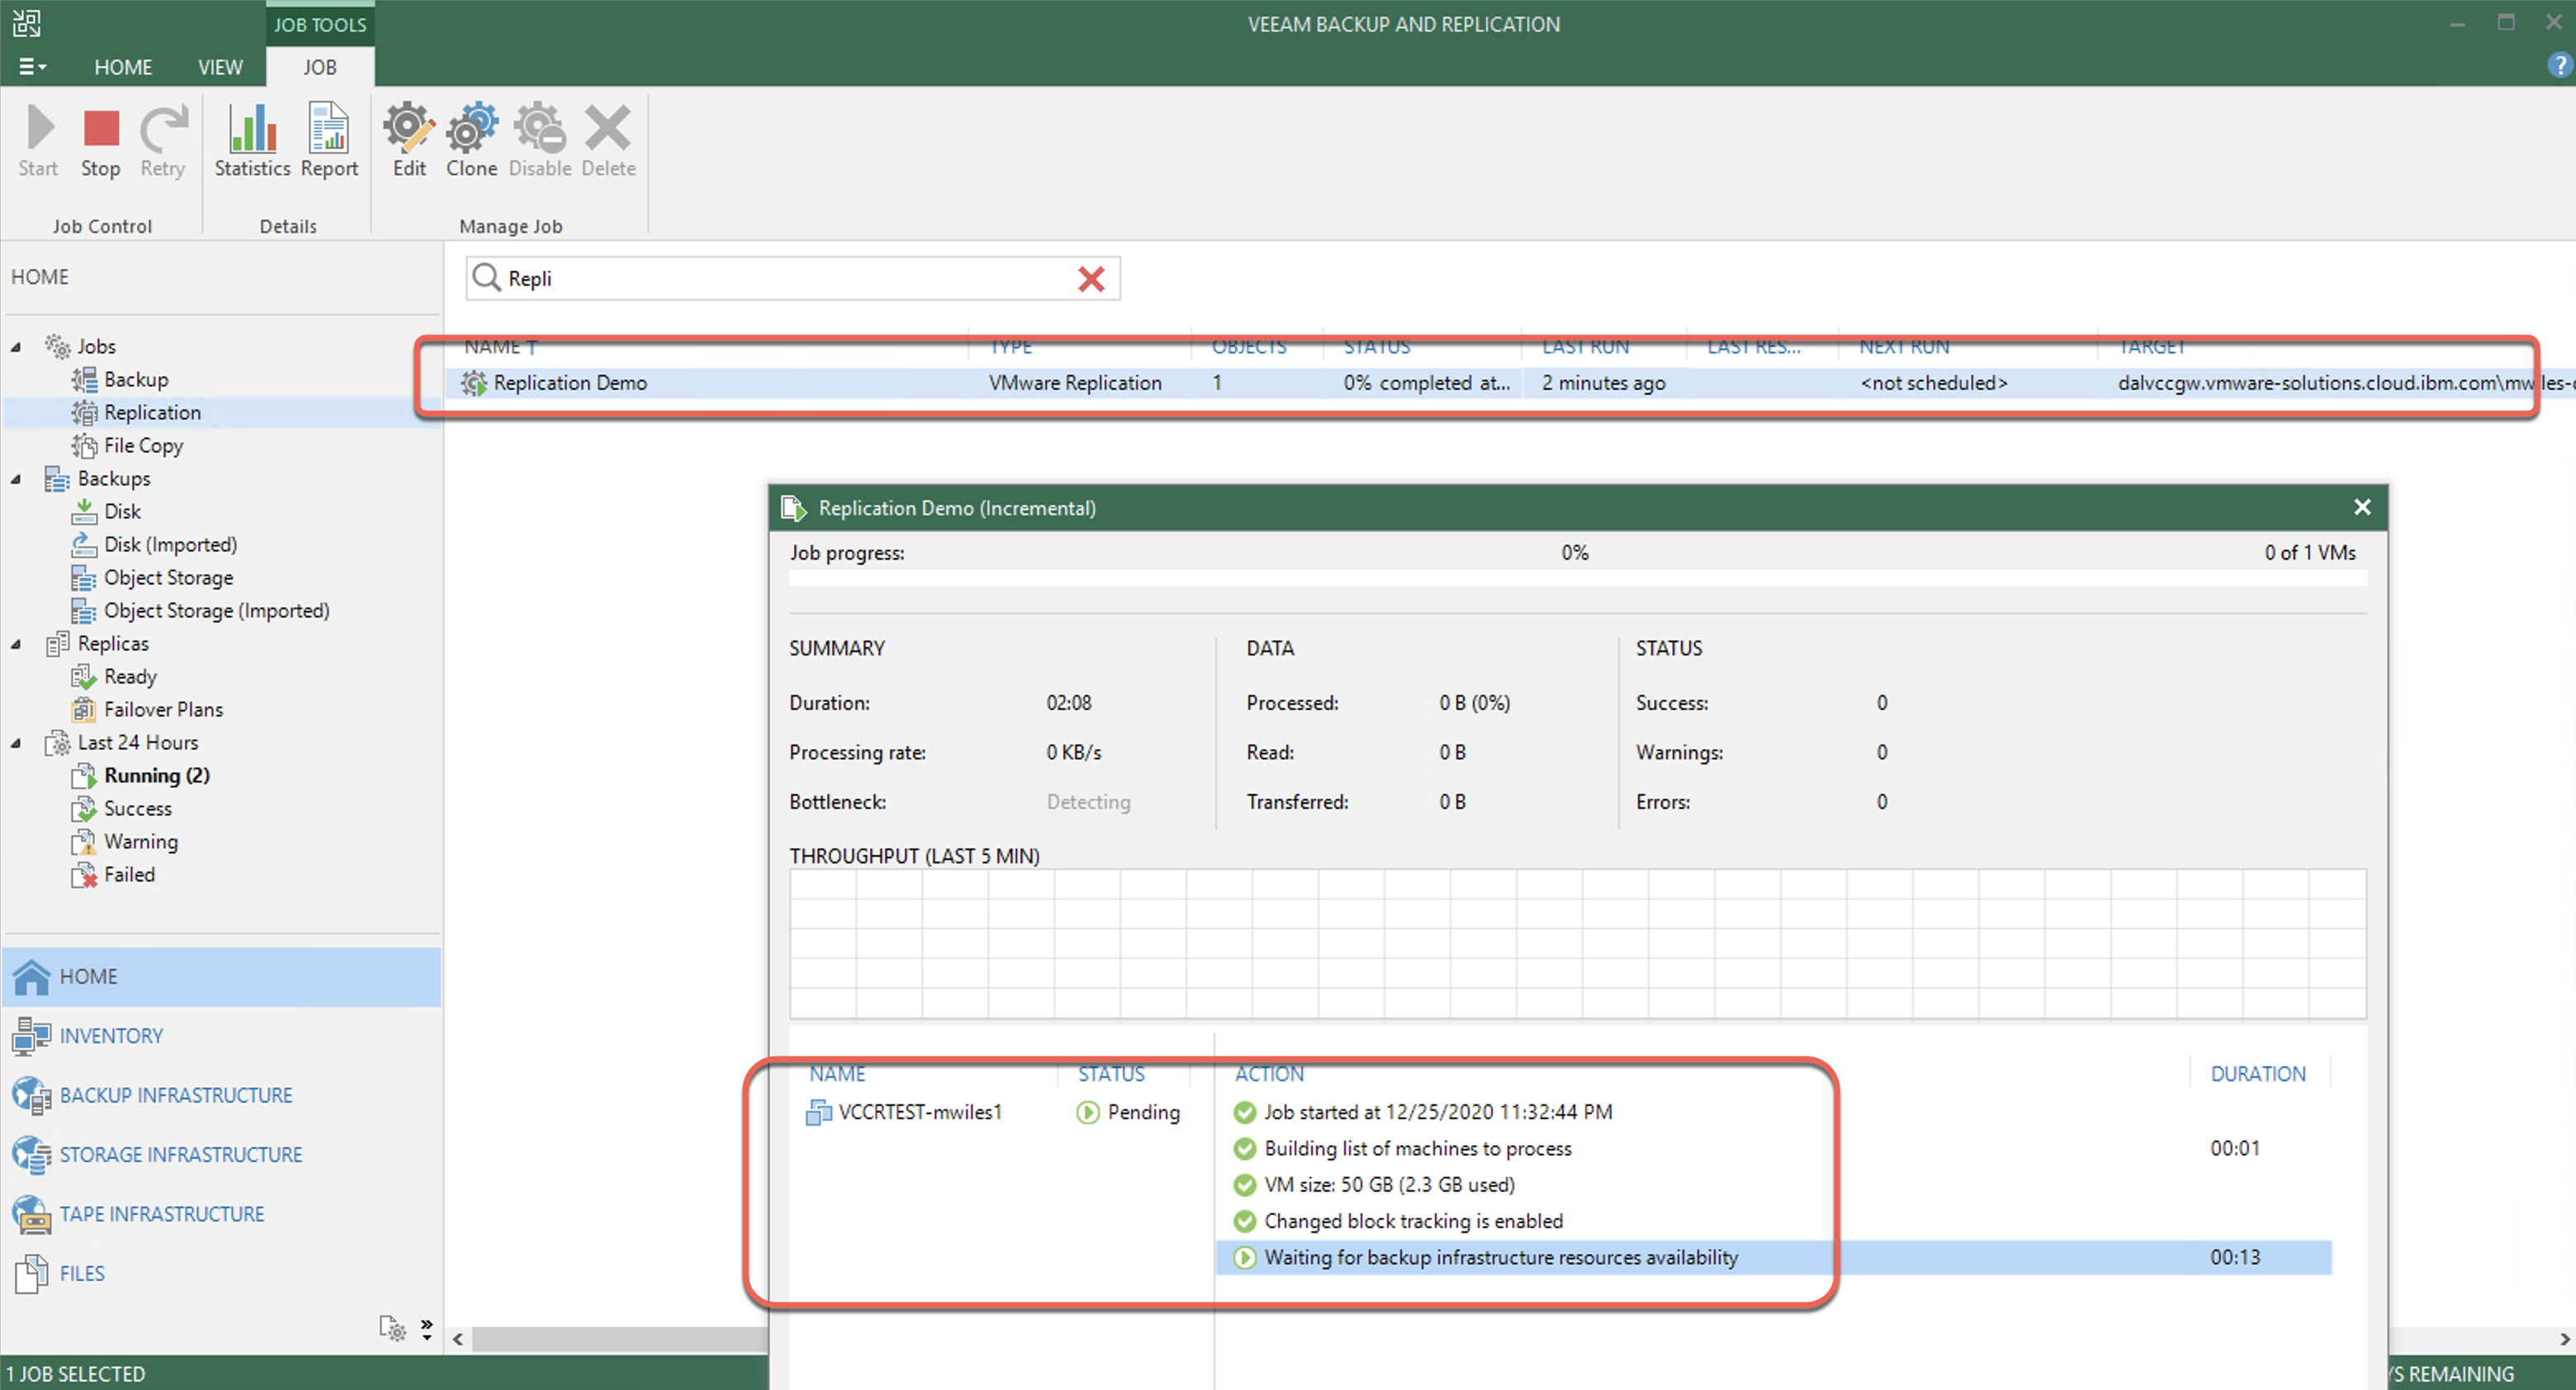 JOB TOOLS
VEEAM BACKUP AND REPLICATION
HOME VIEW JOB
?
Start Stop Retry Statistics Report Edit Clone Disable Delete
Job Control Details Manage Job
HOME
Repli
Jobs
Backup
Replication
File Copy
Backups
Disk
Disk (Imported)
Object Storage
Object Storage (Imported)
Replicas
Ready
Failover Plans
Last 24 Hours
Running (2)
Success
Warning
Failed
HOME
INVENTORY
BACKUP INFRASTRUCTURE
STORAGE INFRASTRUCTURE
TAPE INFRASTRUCTURE
FILES
NAME TYPE OBJECTS STATUS LAST RUN LAST RES... NEXT RUN TARGET
Replication Demo VMware Replication 1 0% completed at... 2 minutes ago <not scheduled> dalvccgw.vmware-solutions.cloud.ibm.com\mwiles-
Replication Demo (Incremental)
Job progress: 0% 0 of 1 VMs
SUMMARY DATA STATUS
Duration: 02:08 Processed: 0 B (0%) Success: 0
Processing rate: 0 KB/s Read: 0 B Warnings: 0
Bottleneck: Detecting Transferred: 0 B Errors: 0
THROUGHPUT (LAST 5 MIN)
NAME STATUS ACTION DURATION
VCCRTEST-mwiles1 Pending Job started at 12/25/2020 11:32:44 PM
Building list of machines to process 00:01
VM size: 50 GB (2.3 GB used)
Changed block tracking is enabled
Waiting for backup infrastructure resources availability 00:13
1 JOB SELECTED
REMAINING